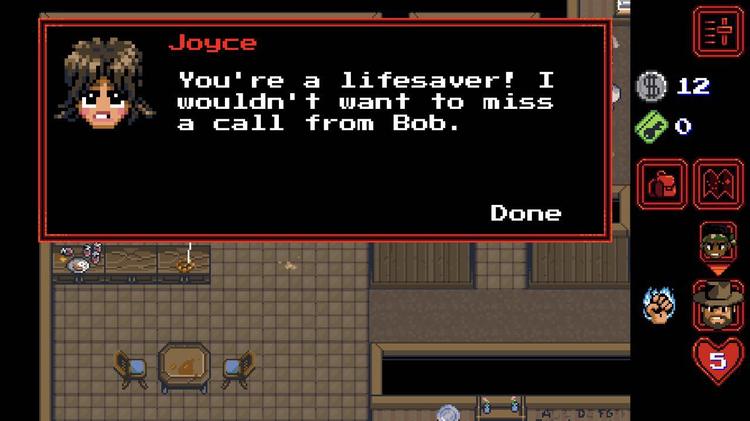 Joyce
You're a lifesaver! I
wouldn't want to miss
a call from Bob.
Done
12
0
5